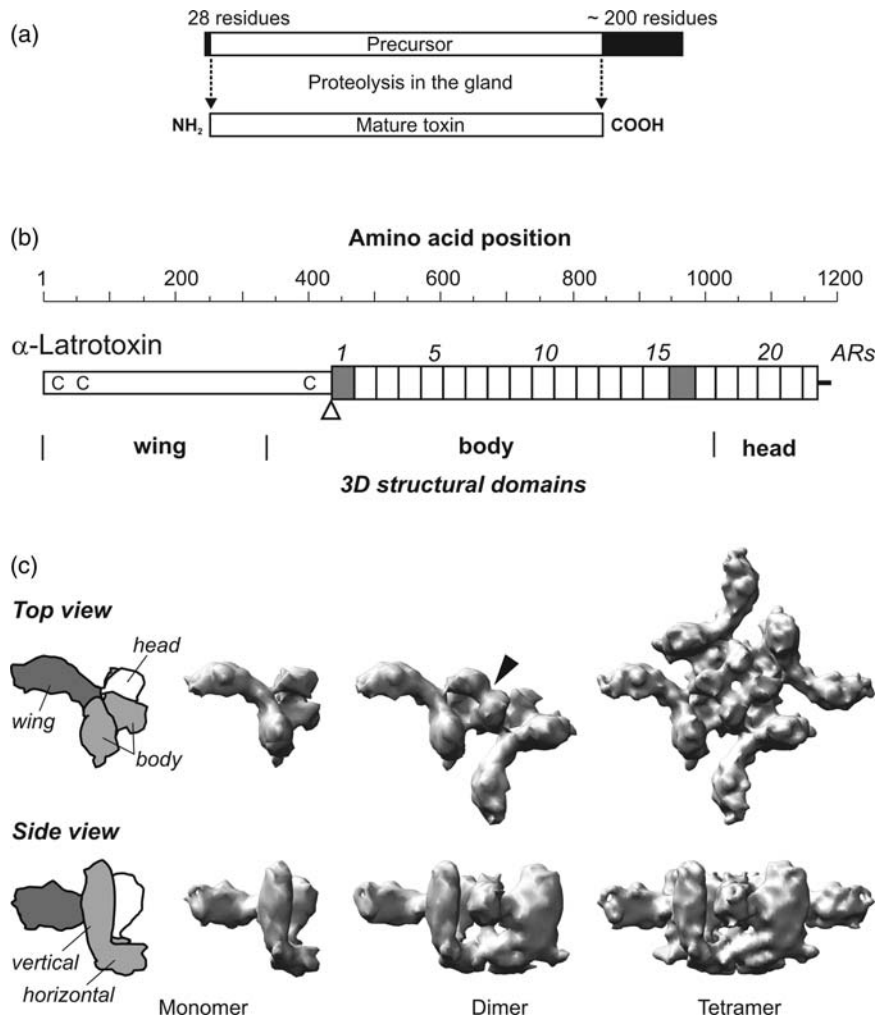 (a)
28 residues ~ 200 residues
Precursor
Proteolysis in the gland
NH2 Mature toxin COOH
(b)
Amino acid position
1 200 400 600 800 1000 1200
α-Latrotoxin 1 5 10 15 20 ARs
C C C
wing body head
3D structural domains
(c)
Top view
head
wing
body
Side view
vertical
horizontal
Monomer Dimer Tetramer